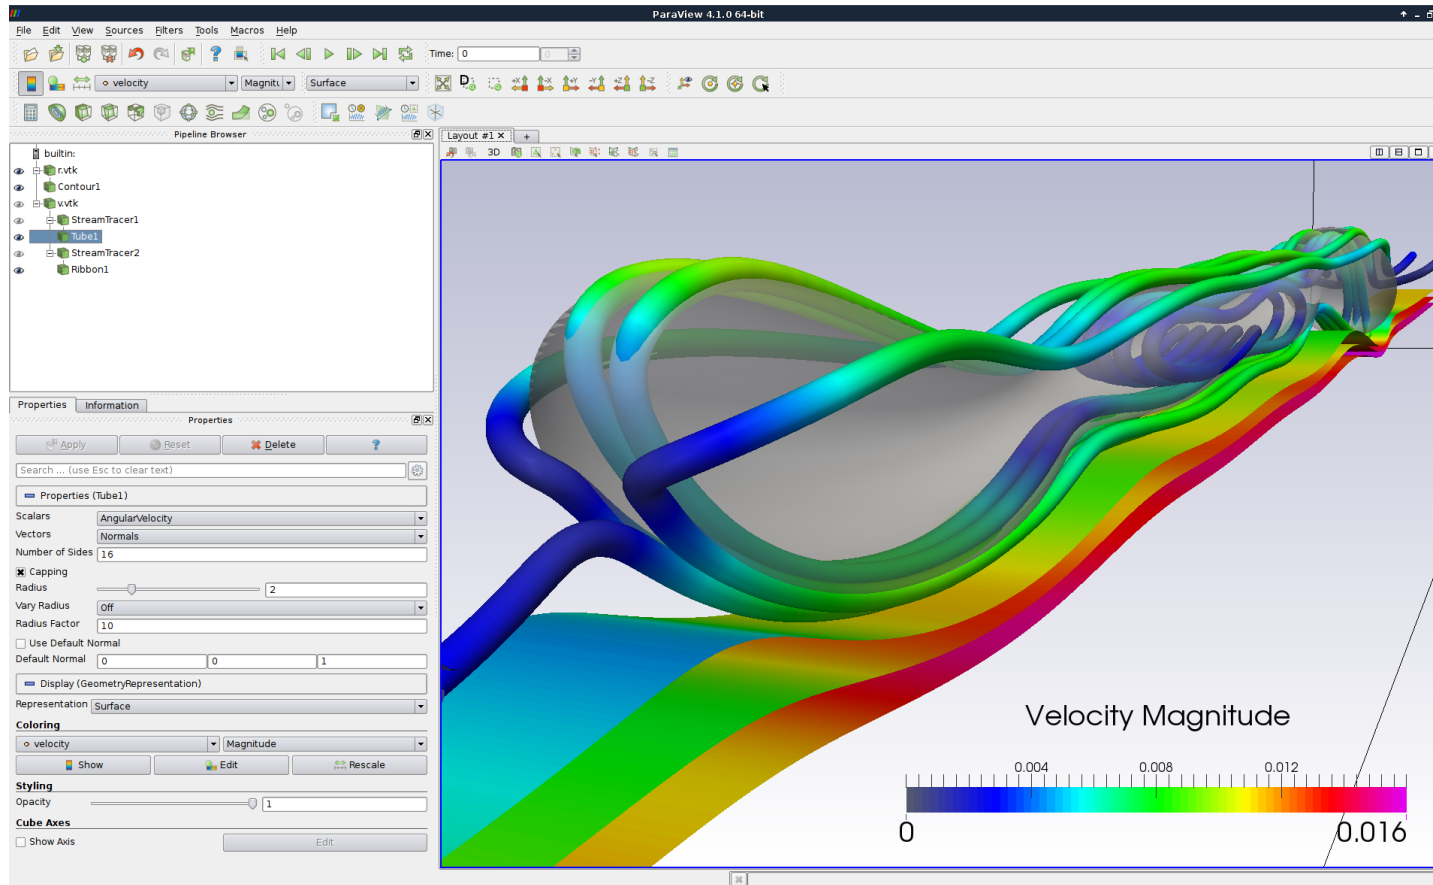 ParaView 4.1.0 64-bit
File Edit View Sources Filters Tools Macros Help
Time: 0 0
velocity Magnitu Surface
Pipeline Browser
Layout #1
3D
builtin:
r.vtk
Contour1
v.vtk
StreamTracer1
Tube1
StreamTracer2
Ribbon1
Properties Information
Properties
Apply Reset Delete ?
Search ... (use Esc to clear text)
Properties (Tube1)
Scalars AngularVelocity
Vectors Normals
Number of Sides 16
Capping
Radius 2
Vary Radius Off
Radius Factor 10
Use Default Normal
Default Normal 0 0 1
Display (GeometryRepresentation)
Representation Surface
Coloring
velocity Magnitude
Show Edit Rescale
Styling
Opacity 1
Cube Axes
Show Axis Edit
Velocity Magnitude
0.004 0.008 0.012
0 0.016